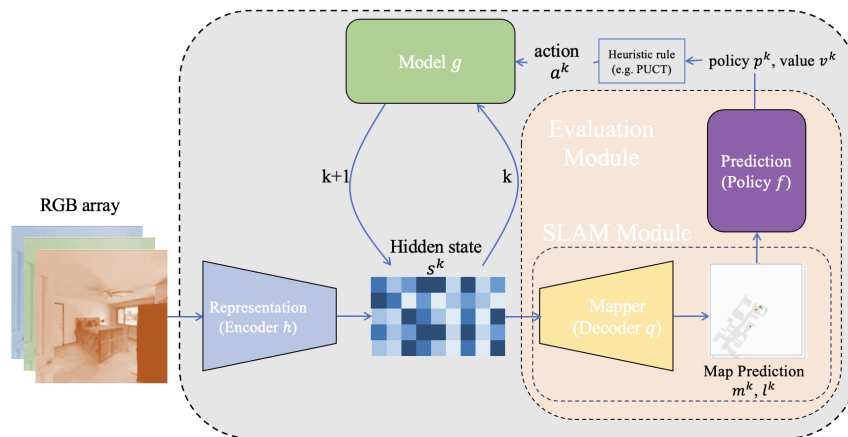 Model g
action
a^k
Heuristic rule
(e.g. PUCT)
policy p^k, value v^k
Evaluation
Module
Prediction
(Policy f)
k+1
k
RGB array
Hidden state
s^k
SLAM Module
Representation
(Encoder h)
Mapper
(Decoder q)
Map Prediction
m^k, l^k